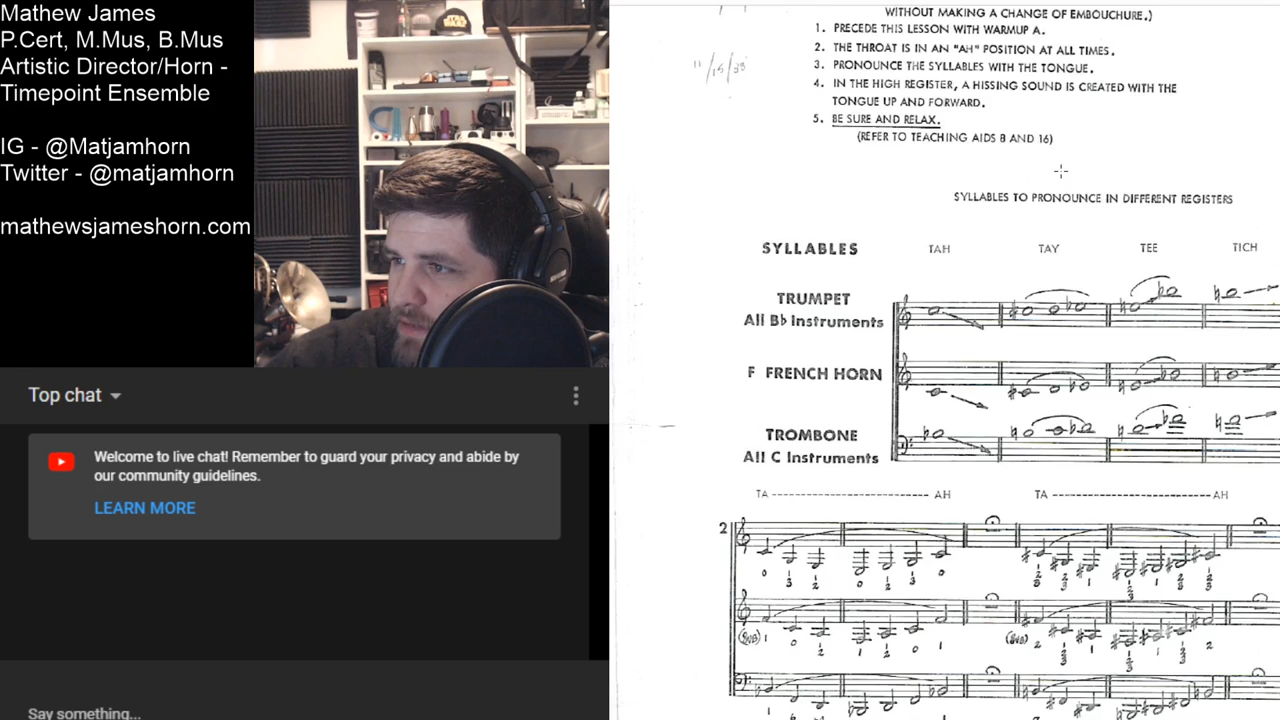 Mathew James
P.Cert, M.Mus, B.Mus
Artistic Director/Horn -
Timepoint Ensemble
IG - @Matjamhorn
Twitter - @matjamhorn
mathewsjameshorn.com
STAR WARS
Top chat
Welcome to live chat! Remember to guard your privacy and abide by
our community guidelines.
LEARN MORE
Say something...
WITHOUT MAKING A CHANGE OF EMBOUCHURE.)
1. PRECEDE THIS LESSON WITH WARMUP A.
2. THE THROAT IS IN AN "AH" POSITION AT ALL TIMES.
3. PRONOUNCE THE SYLLABLES WITH THE TONGUE.
4. IN THE HIGH REGISTER, A HISSING SOUND IS CREATED WITH THE
TONGUE UP AND FORWARD.
5. BE SURE AND RELAX.
(REFER TO TEACHING AIDS 8 AND 16)
SYLLABLES TO PRONOUNCE IN DIFFERENT REGISTERS
SYLLABLES TAH TAY TEE TICH
TRUMPET
All Bb Instruments
F FRENCH HORN
TROMBONE
All C Instruments
TA ---------------------- AH TA ---------------------- AH
2